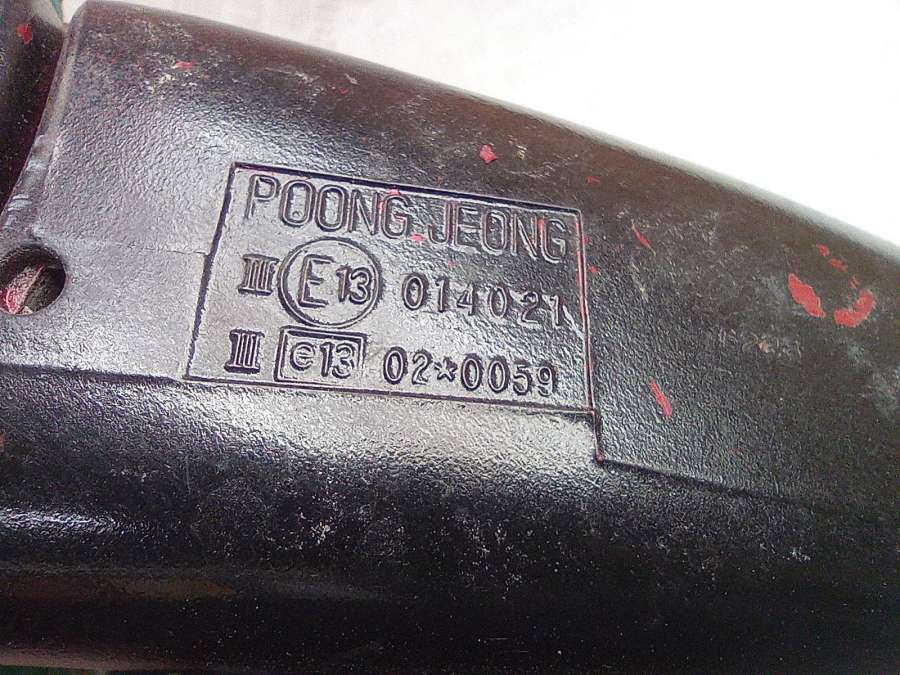 POONG JEONG
III E13 014021
III e13 02*0059